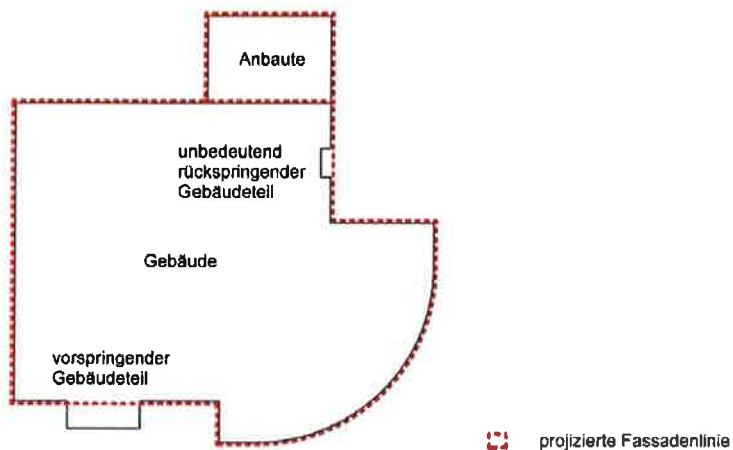 Anbaute
unbedeutend
rückspringender
Gebäudeteil
Gebäude
vorspringender
Gebäudeteil
projizierte Fassadenlinie